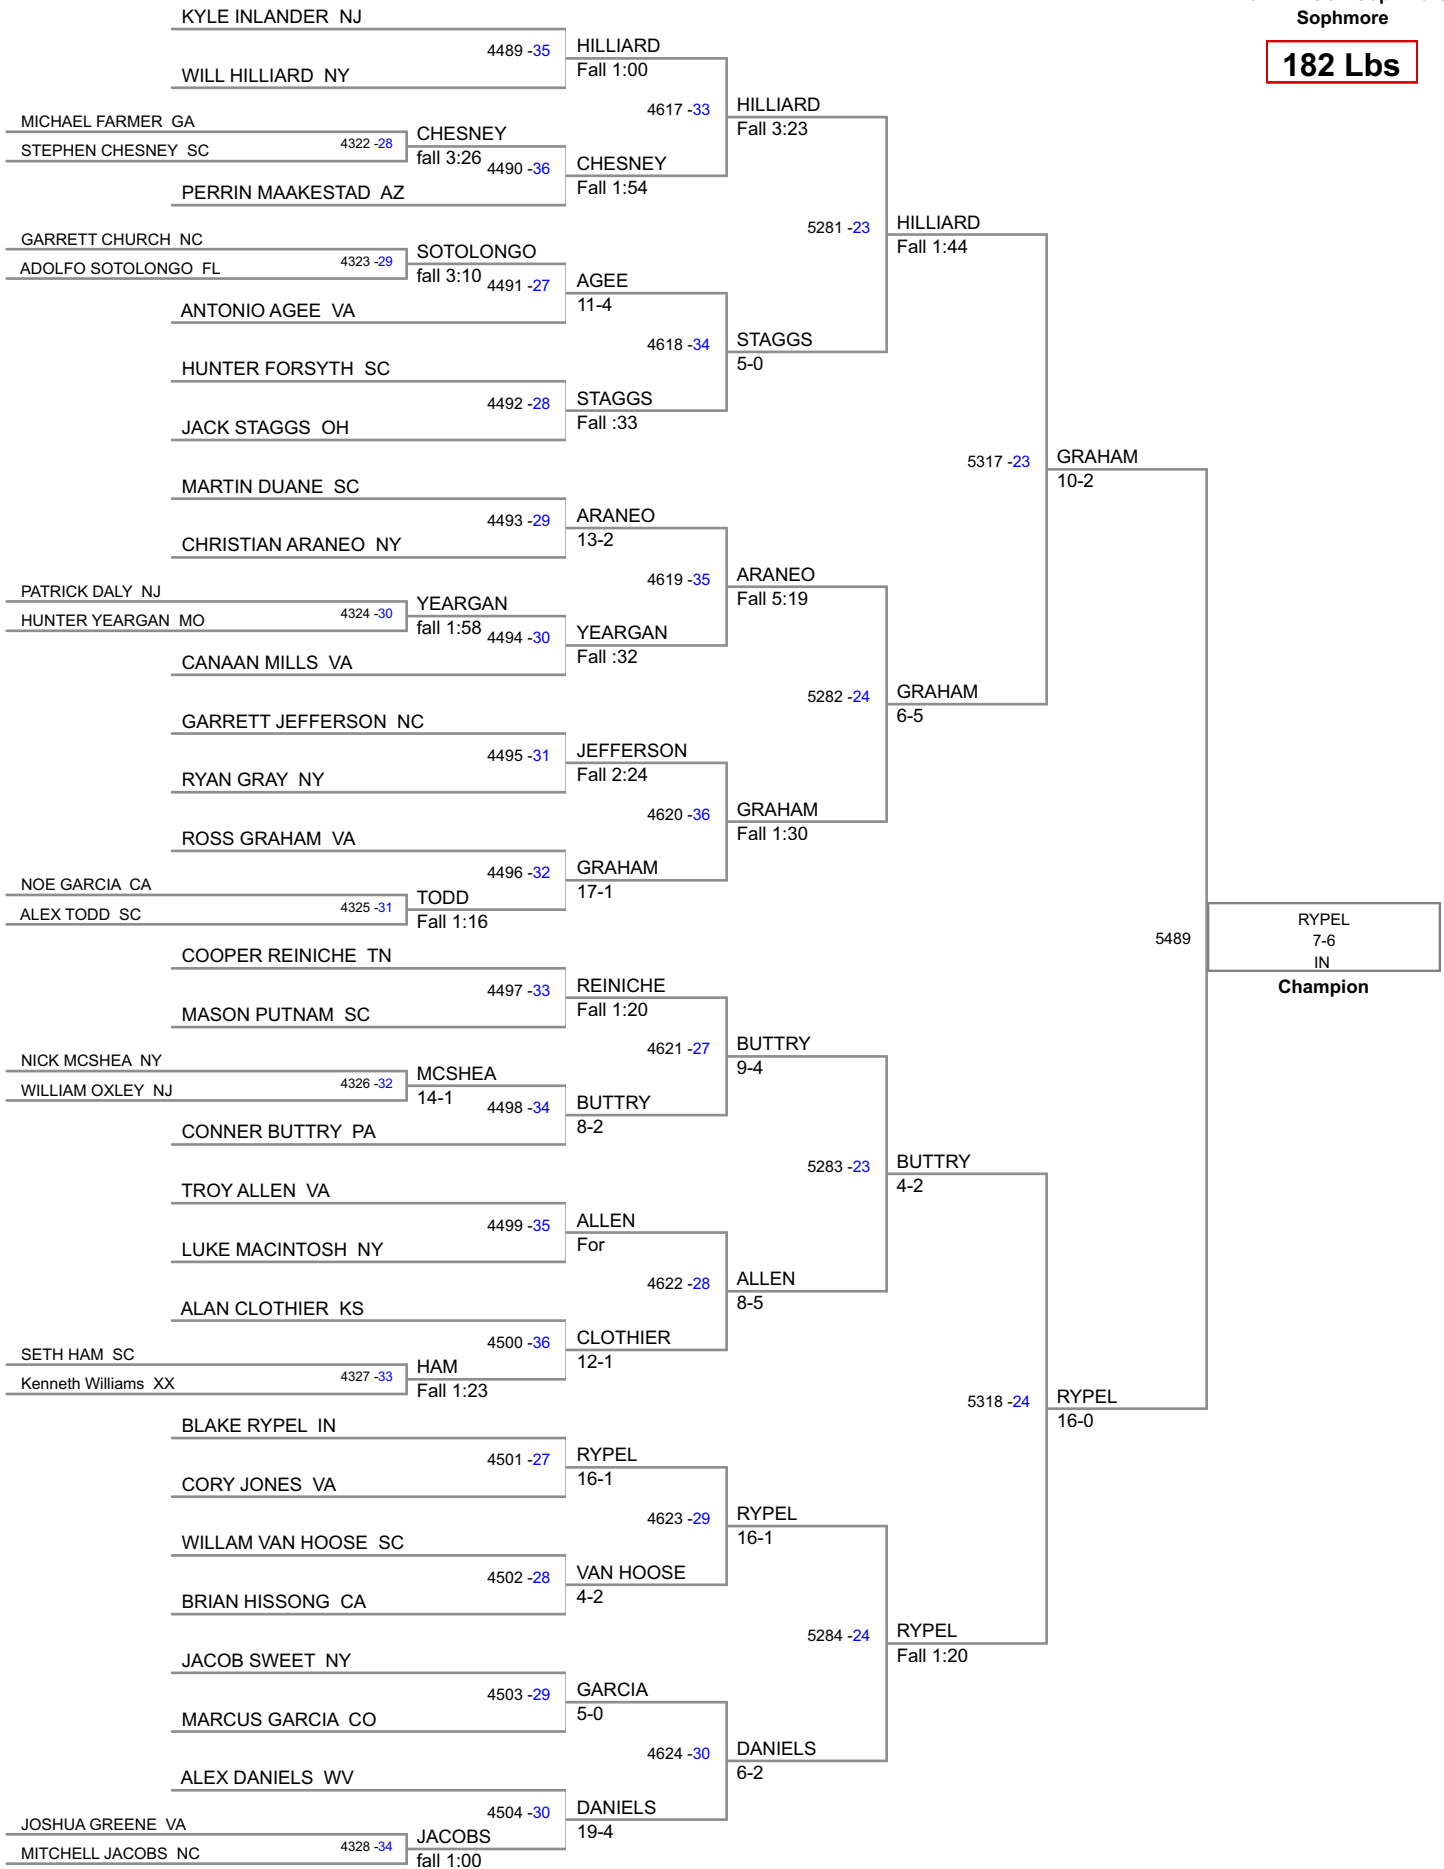 Sophmore
182 Lbs
KYLE INLANDER NJ
4489 -35
HILLIARD
Fall 1:00
WILL HILLIARD NY
4617 -33
HILLIARD
Fall 3:23
MICHAEL FARMER GA
4322 -28
CHESNEY
fall 3:26
STEPHEN CHESNEY SC
4490 -36
CHESNEY
Fall 1:54
PERRIN MAAKESTAD AZ
5281 -23
HILLIARD
Fall 1:44
GARRETT CHURCH NC
4323 -29
SOTOLONGO
fall 3:10
ADOLFO SOTOLONGO FL
4491 -27
AGEE
11-4
ANTONIO AGEE VA
4618 -34
STAGGS
5-0
HUNTER FORSYTH SC
4492 -28
STAGGS
Fall :33
JACK STAGGS OH
5317 -23
GRAHAM
10-2
MARTIN DUANE SC
4493 -29
ARANEO
13-2
CHRISTIAN ARANEO NY
4619 -35
ARANEO
Fall 5:19
PATRICK DALY NJ
4324 -30
YEARGAN
fall 1:58
HUNTER YEARGAN MO
4494 -30
YEARGAN
Fall :32
CANAAN MILLS VA
5282 -24
GRAHAM
6-5
GARRETT JEFFERSON NC
4495 -31
JEFFERSON
Fall 2:24
RYAN GRAY NY
4620 -36
GRAHAM
Fall 1:30
ROSS GRAHAM VA
4496 -32
GRAHAM
17-1
NOE GARCIA CA
4325 -31
TODD
Fall 1:16
ALEX TODD SC
5489
RYPEL
7-6
IN
Champion
COOPER REINICHE TN
4497 -33
REINICHE
Fall 1:20
MASON PUTNAM SC
4621 -27
BUTTRY
9-4
NICK MCSHEA NY
4326 -32
MCSHEA
14-1
WILLIAM OXLEY NJ
4498 -34
BUTTRY
8-2
CONNER BUTTRY PA
5283 -23
BUTTRY
4-2
TROY ALLEN VA
4499 -35
ALLEN
For
LUKE MACINTOSH NY
4622 -28
ALLEN
8-5
ALAN CLOTHIER KS
4500 -36
CLOTHIER
12-1
SETH HAM SC
4327 -33
HAM
Fall 1:23
Kenneth Williams XX
5318 -24
RYPEL
16-0
BLAKE RYPEL IN
4501 -27
RYPEL
16-1
CORY JONES VA
4623 -29
RYPEL
16-1
WILLAM VAN HOOSE SC
4502 -28
VAN HOOSE
4-2
BRIAN HISSONG CA
5284 -24
RYPEL
Fall 1:20
JACOB SWEET NY
4503 -29
GARCIA
5-0
MARCUS GARCIA CO
4624 -30
DANIELS
6-2
ALEX DANIELS WV
4504 -30
DANIELS
19-4
JOSHUA GREENE VA
4328 -34
JACOBS
fall 1:00
MITCHELL JACOBS NC